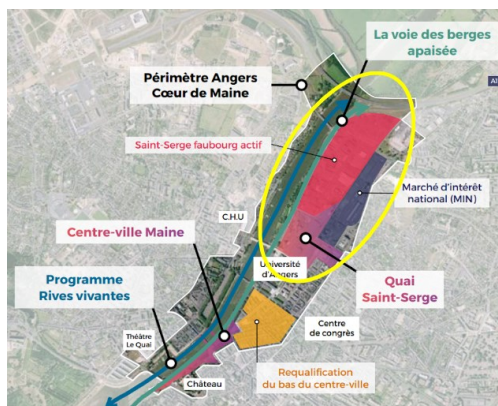 La voie des berges
apaisée
Périmètre Angers
Cœur de Maine
Al
Saint-Serge faubourg actif
Marché d'intérêt
national (MIN)
C.H.U
Centre-ville Maine
Université
d'Angers
Quai
Saint-Serge
Programme
Rives vivantes
Centre
de congrès
Théâtre
Le Quai
Château
Requalification
du bas du centre-ville